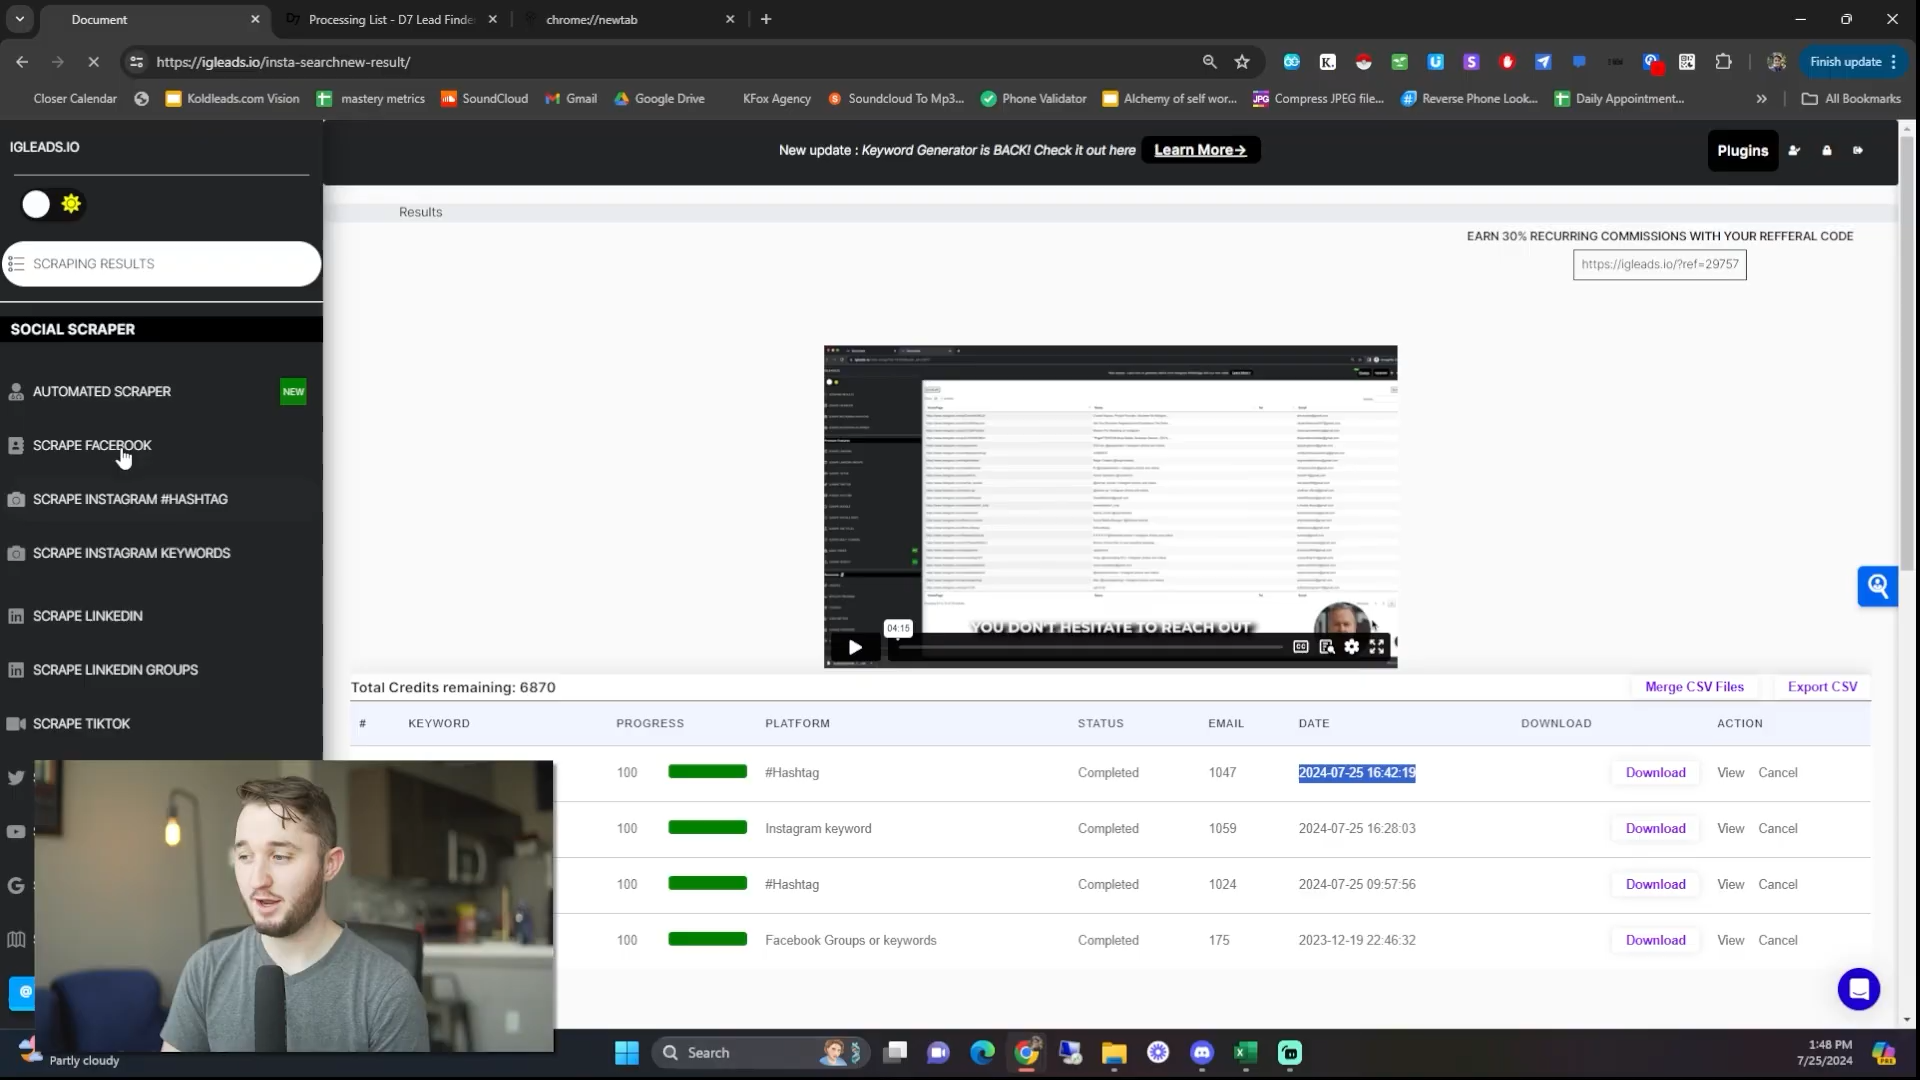 Document
Processing List - D7 Lead Finde
chrome://newtab
https://igleads.io/insta-searchnew-result/
Finish update
Closer Calendar
Koldleads.com Vision
mastery metrics
SoundCloud
Gmail
Google Drive
KFox Agency
Soundcloud To Mp3...
Phone Validator
Alchemy of self wor...
JPG Compress JPEG file...
Reverse Phone Look...
Daily Appointment...
All Bookmarks
IGLEADS.IO
New update : Keyword Generator is BACK! Check it out here
Learn More→
Plugins
Results
EARN 30% RECURRING COMMISSIONS WITH YOUR REFFERAL CODE
https://igleads.io/?ref=29757
SCRAPING RESULTS
SOCIAL SCRAPER
AUTOMATED SCRAPER
NEW
SCRAPE FACEBOOK
SCRAPE INSTAGRAM #HASHTAG
SCRAPE INSTAGRAM KEYWORDS
SCRAPE LINKEDIN
SCRAPE LINKEDIN GROUPS
SCRAPE TIKTOK
04:15
YOU DON'T HESITATE TO REACH OUT
Total Credits remaining: 6870
Merge CSV Files
Export CSV
# KEYWORD PROGRESS PLATFORM STATUS EMAIL DATE DOWNLOAD ACTION
100 #Hashtag Completed 1047 2024-07-25 16:42:19 Download View Cancel
100 Instagram keyword Completed 1059 2024-07-25 16:28:03 Download View Cancel
100 #Hashtag Completed 1024 2024-07-25 09:57:56 Download View Cancel
100 Facebook Groups or keywords Completed 175 2023-12-19 22:46:32 Download View Cancel
Partly cloudy
Search
1:48 PM
7/25/2024